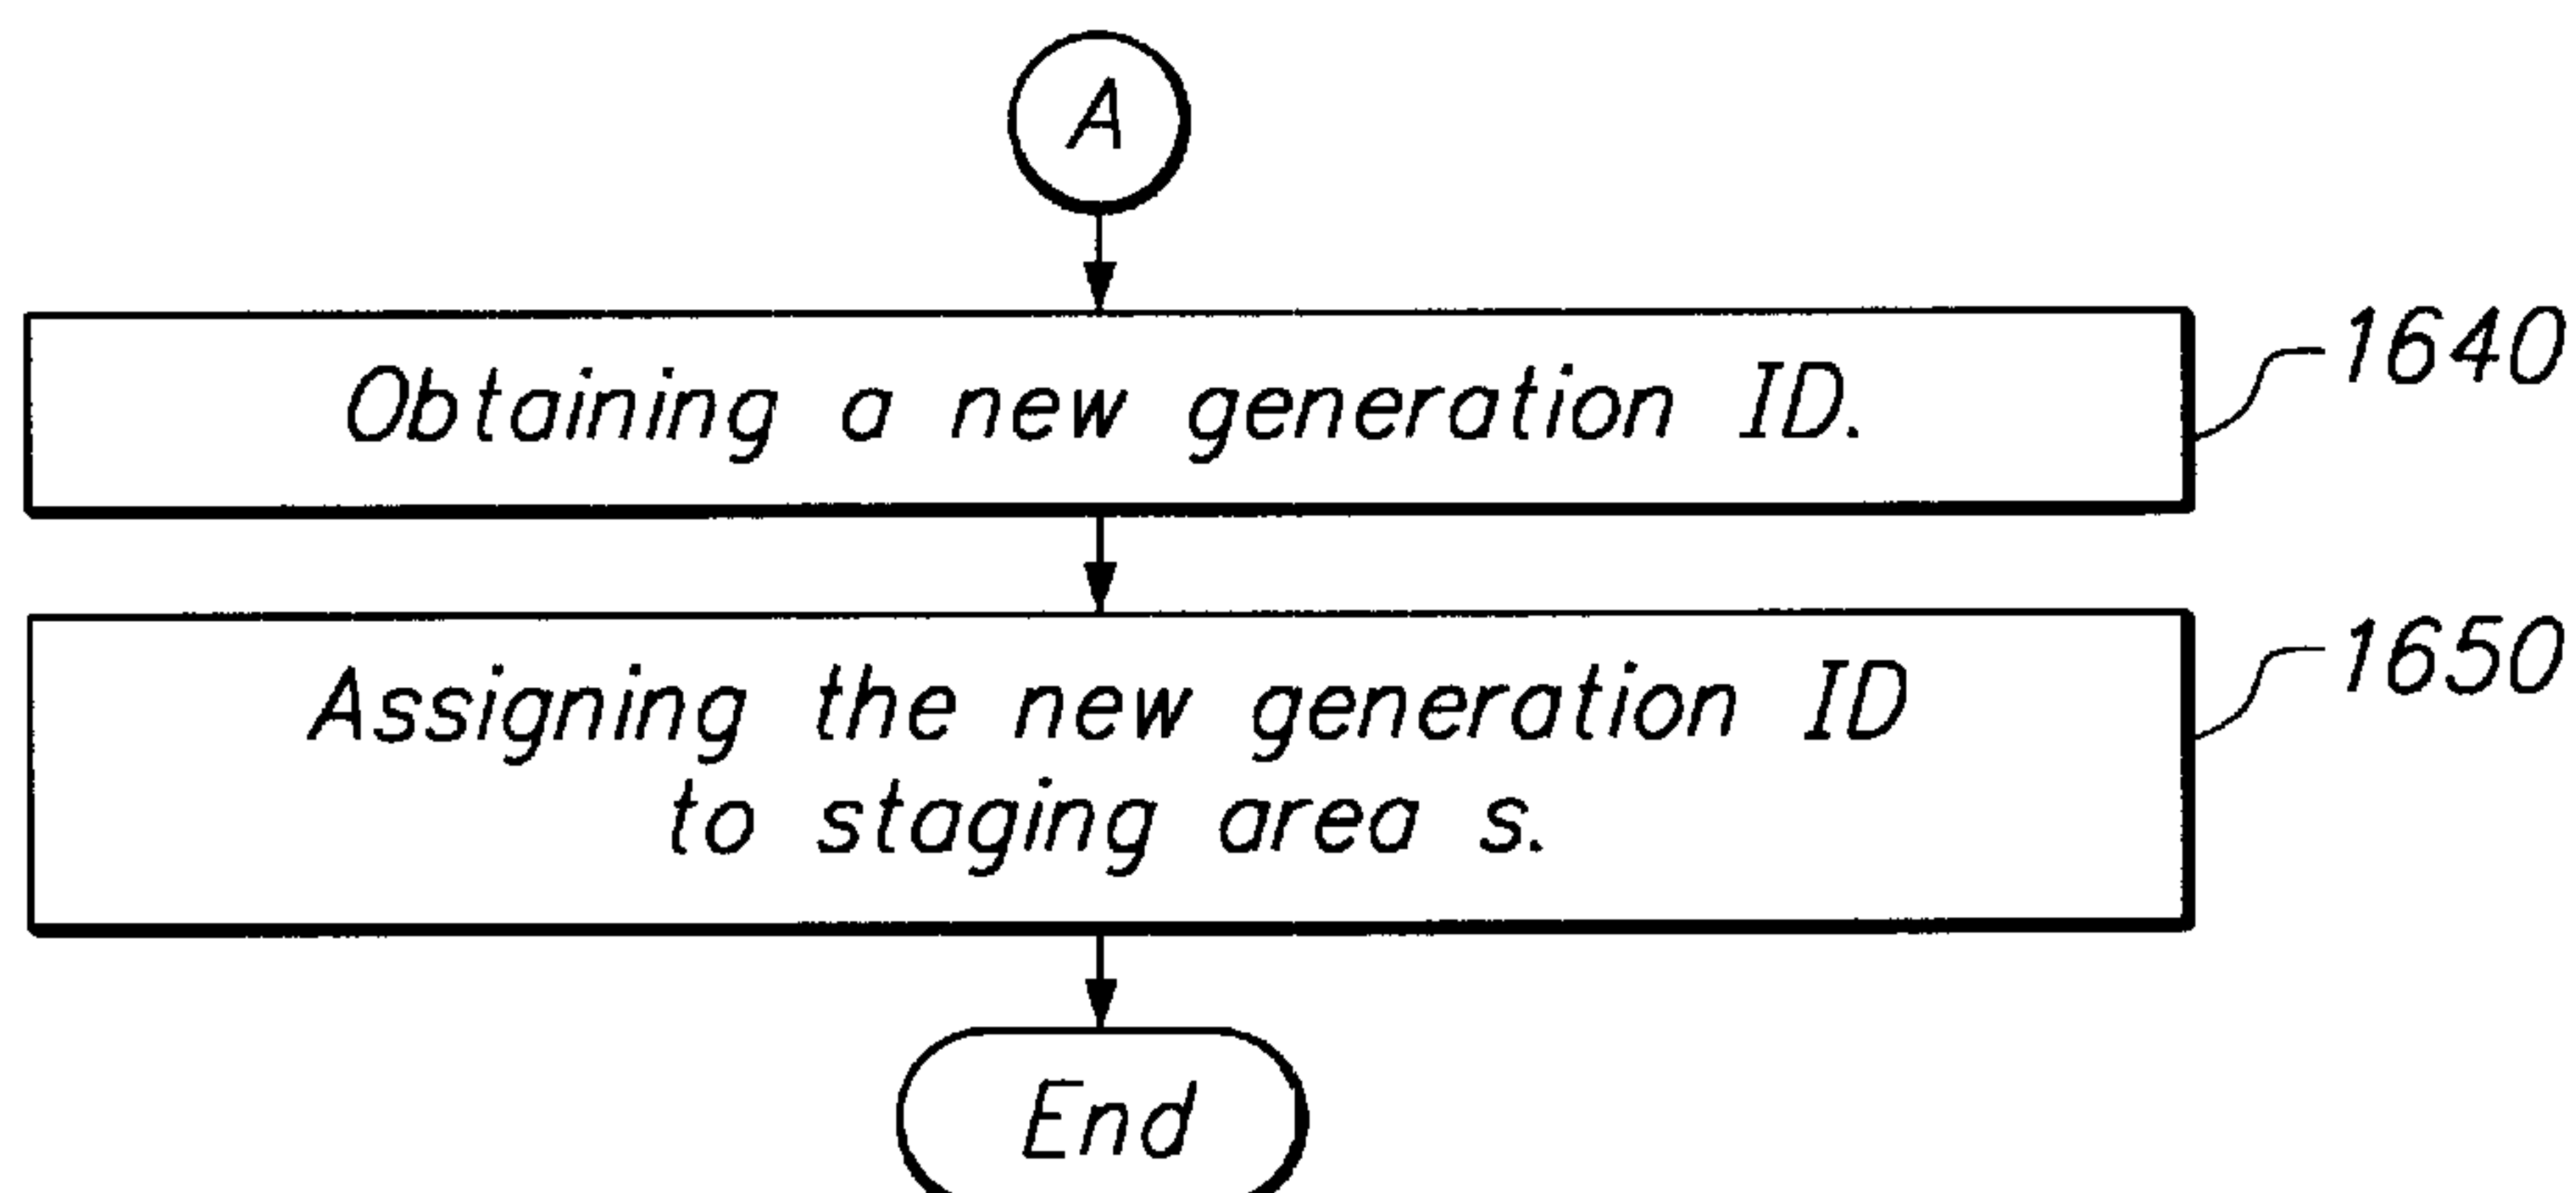 A
Obtaining a new generation ID.
1640
Assigning the new generation ID
to staging area s.
1650
End